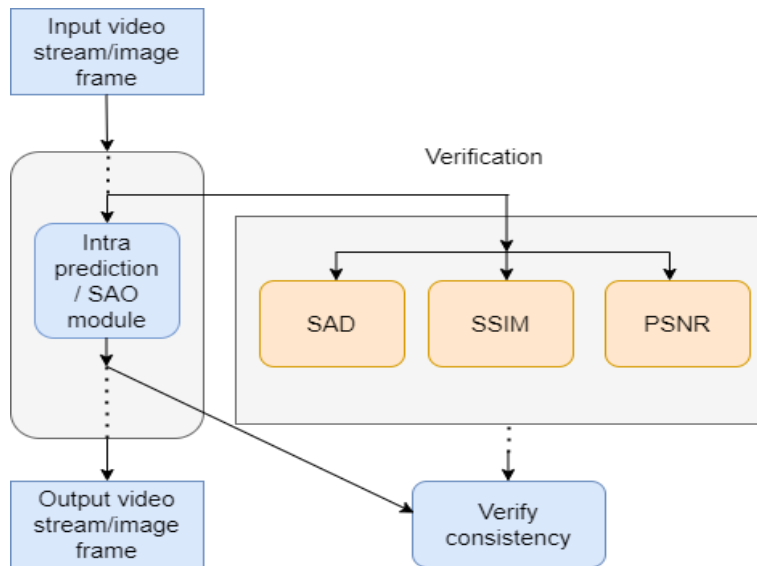 Input video
stream/image
frame
Verification
Intra
prediction
/ SAO
module
SAD
SSIM
PSNR
Output video
stream/image
frame
Verify
consistency